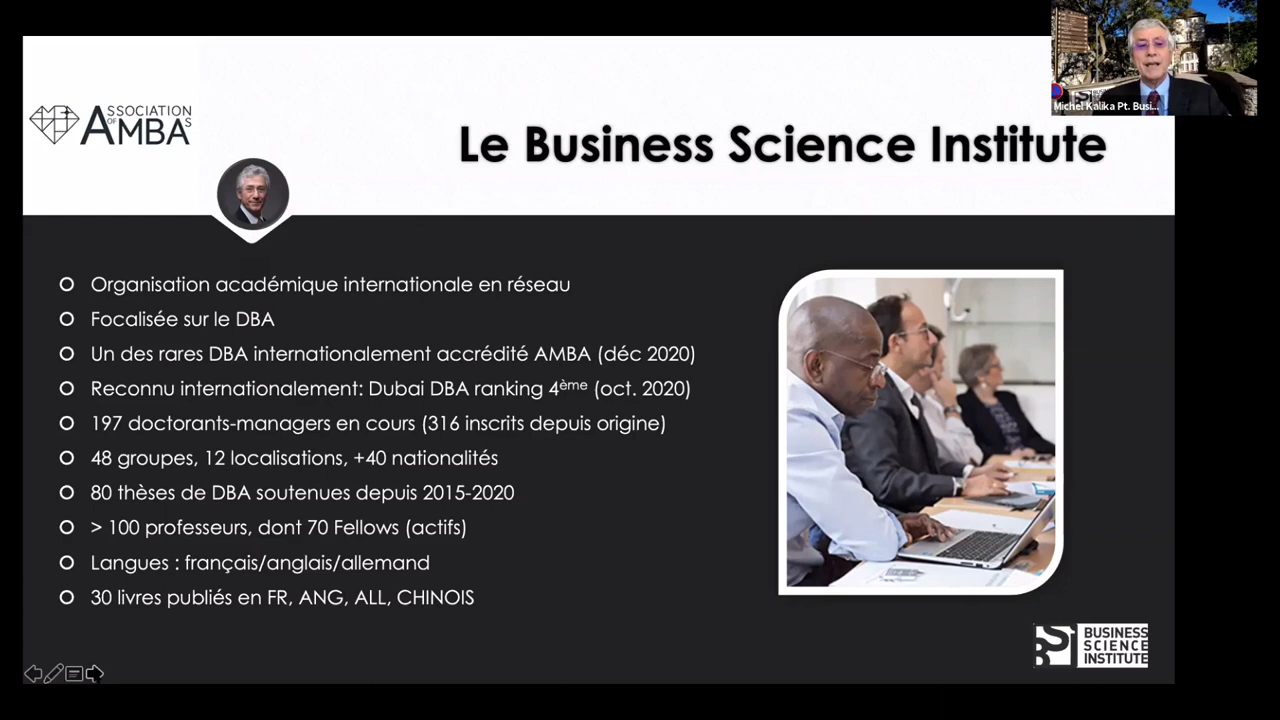 Michel Kalika Pt. Busi...
ASSOCIATION
OF AMBAs
Le Business Science Institute
Organisation académique internationale en réseau
Focalisée sur le DBA
Un des rares DBA internationalement accrédité AMBA (déc 2020)
Reconnu internationalement: Dubai DBA ranking 4ème (oct. 2020)
197 doctorants-managers en cours (316 inscrits depuis origine)
48 groupes, 12 localisations, +40 nationalités
80 thèses de DBA soutenues depuis 2015-2020
> 100 professeurs, dont 70 Fellows (actifs)
Langues : français/anglais/allemand
30 livres publiés en FR, ANG, ALL, CHINOIS
BUSINESS
SCIENCE
INSTITUTE